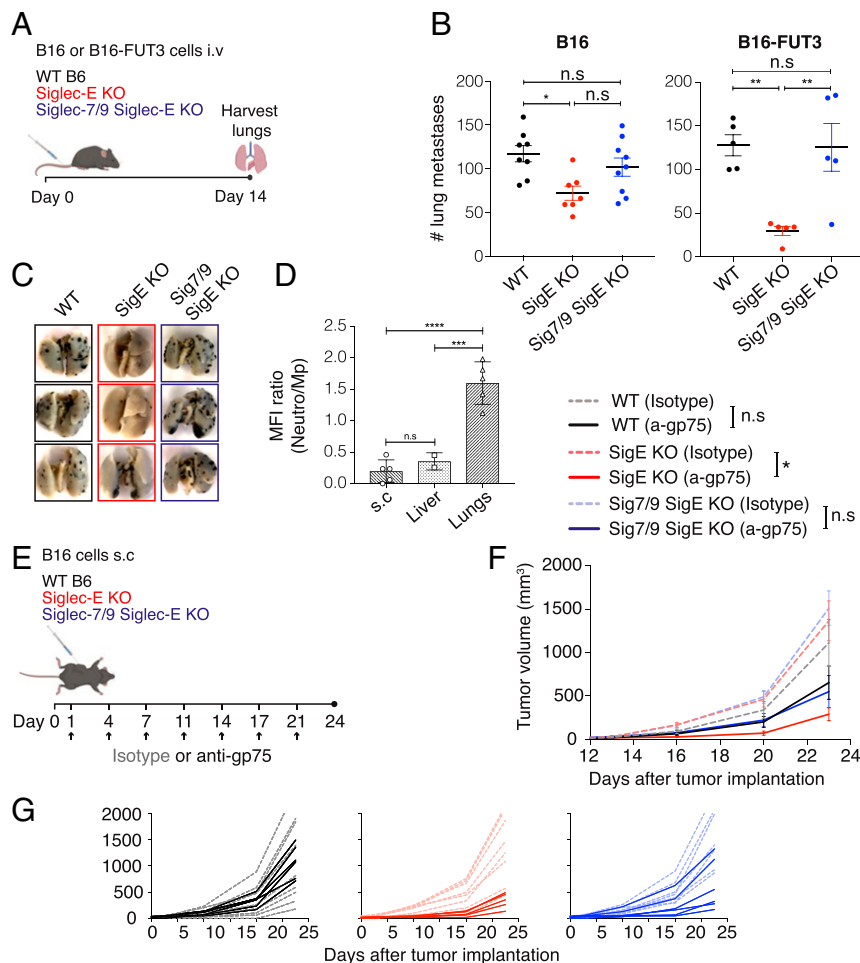 A
B16 or B16-FUT3 cells i.v
WT B6
Siglec-E KO
Siglec-7/9 Siglec-E KO
Harvest
lungs
Day 0
Day 14
B
B16
# lung metastases
200
150
100
50
0
n.s
*
n.s
WT
SigE KO
Sig7/9 SigE KO
B16-FUT3
200
150
100
50
0
n.s
**
**
WT
SigE KO
Sig7/9 SigE KO
C
WT
SigE KO
Sig7/9
SigE KO
D
MFI ratio
(Neutro/Mp)
2.5
2.0
1.5
1.0
0.5
0.0
****
***
n.s
s.c
Liver
Lungs
WT (Isotype)
WT (a-gp75)
n.s
SigE KO (Isotype)
SigE KO (a-gp75)
*
Sig7/9 SigE KO (Isotype)
Sig7/9 SigE KO (a-gp75)
n.s
E
B16 cells s.c
WT B6
Siglec-E KO
Siglec-7/9 Siglec-E KO
Day 0 1 4 7 11 14 17 21 24
Isotype or anti-gp75
F
Tumor volume (mm³)
2000
1500
1000
500
0
12 14 16 18 20 22 24
Days after tumor implantation
G
2000
1500
1000
500
0
0 5 10 15 20 25
0 5 10 15 20 25
0 5 10 15 20 25
Days after tumor implantation